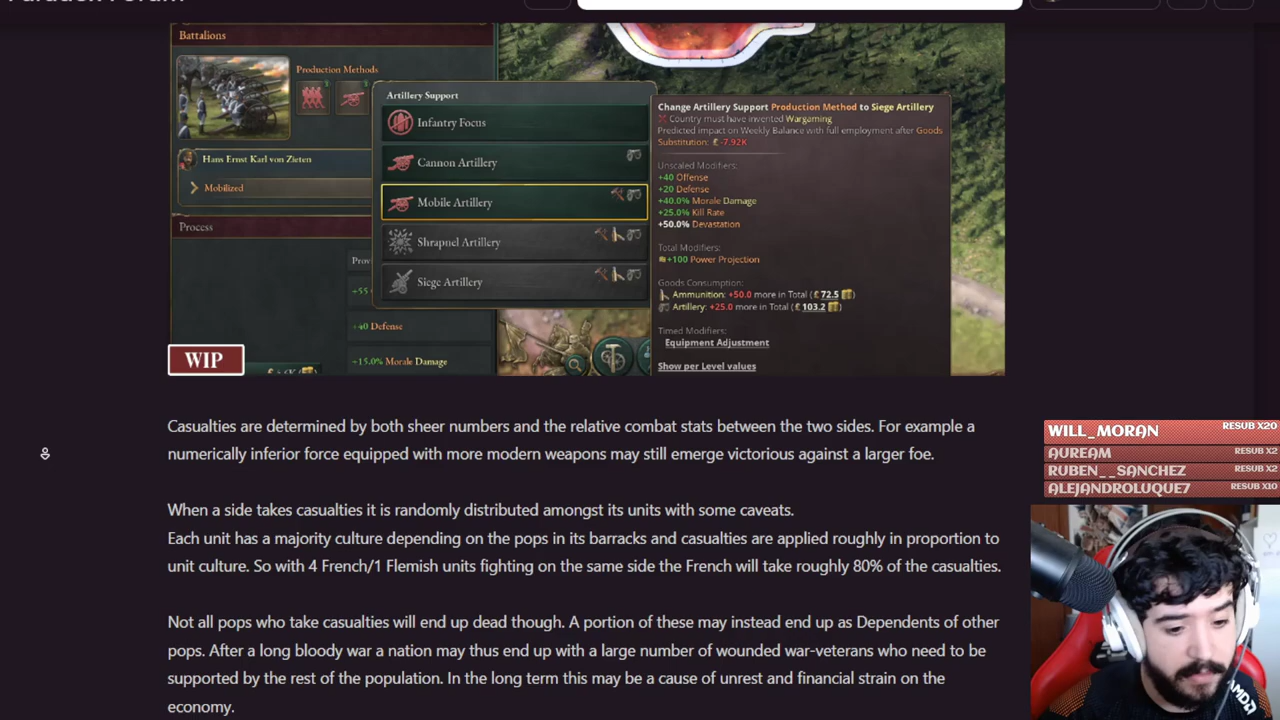 Battalions
Production Methods
Hans Ernst Karl von Zieten
Mobilized
Process
+40 Defense
+15.0% Morale Damage
WIP
Artillery Support
Infantry Focus
Cannon Artillery
Mobile Artillery
Shrapnel Artillery
Siege Artillery
Change Artillery Support Production Method to Siege Artillery
Country must have invented Wargaming
Predicted impact on Weekly Balance with full employment after Goods
Substitution: £ -7.92K
Unscaled Modifiers:
+40 Offense
+20 Defense
+40.0% Morale Damage
+25.0% Kill Rate
+50.0% Devastation
Total Modifiers:
+100 Power Projection
Goods Consumption:
Ammunition: +50.0 more in Total (£ 72.5)
Artillery: +25.0 more in Total (£ 103.2)
Timed Modifiers:
Equipment Adjustment
Show per Level values
Casualties are determined by both sheer numbers and the relative combat stats between the two sides. For example a
numerically inferior force equipped with more modern weapons may still emerge victorious against a larger foe.
When a side takes casualties it is randomly distributed amongst its units with some caveats.
Each unit has a majority culture depending on the pops in its barracks and casualties are applied roughly in proportion to
unit culture. So with 4 French/1 Flemish units fighting on the same side the French will take roughly 80% of the casualties.
Not all pops who take casualties will end up dead though. A portion of these may instead end up as Dependents of other
pops. After a long bloody war a nation may thus end up with a large number of wounded war-veterans who need to be
supported by the rest of the population. In the long term this may be a cause of unrest and financial strain on the
economy.
WILL_MORAN RESUB X20
AUREAM RESUB X2
RUBEN__SANCHEZ RESUB X2
ALEJANDROLUQUE7 RESUB X10
AMD